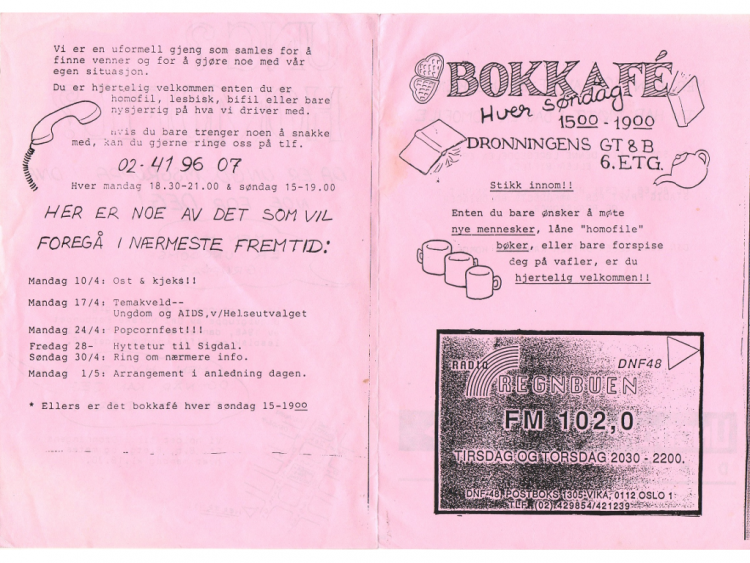 Vi er en uformell gjeng som samles for å
finne venner og for å gjøre noe med vår
egen situasjon.
Du er hjertelig velkommen enten du er
homofil, lesbisk, bifil eller bare
nysjerrig på hva vi driver med.
hvis du bare trenger noen å snakke
med, kan du gjerne ringe oss på tlf.
02-41 96 07
Hver mandag 18.30-21.00 & søndag 15-19.00
HER ER NOE AV DET SOM VIL
FOREGÅ I NÆRMESTE FREMTID:
Mandag 10/4: Ost & kjeks!!
Mandag 17/4: Temakveld--
Ungdom og AIDS,v/Helseutvalget
Mandag 24/4: Popcornfest!!!
Fredag 28- Hyttetur til Sigdal.
Søndag 30/4: Ring om nærmere info.
Mandag 1/5: Arrangement i anledning dagen.
* Ellers er det bokkafé hver søndag 15-1900
BOKKAFÉ
Hver søndag
1500 - 1900
DRONNINGENS GT & B
6. ETG.
Stikk innom!!
Enten du bare ønsker å møte
nye mennesker, låne "homofile"
bøker, eller bare forspise
deg på vafler, er du
hjertelig velkommen!!
RADIO
DNF48
REGNBUEN
FM 102,0
TIRSDAG OG TORSDAG 2030 - 2200.
DNF-48, POSTBOKS 1305-VIKA, 0112 OSLO 1
TLF. (02) 429854/421239